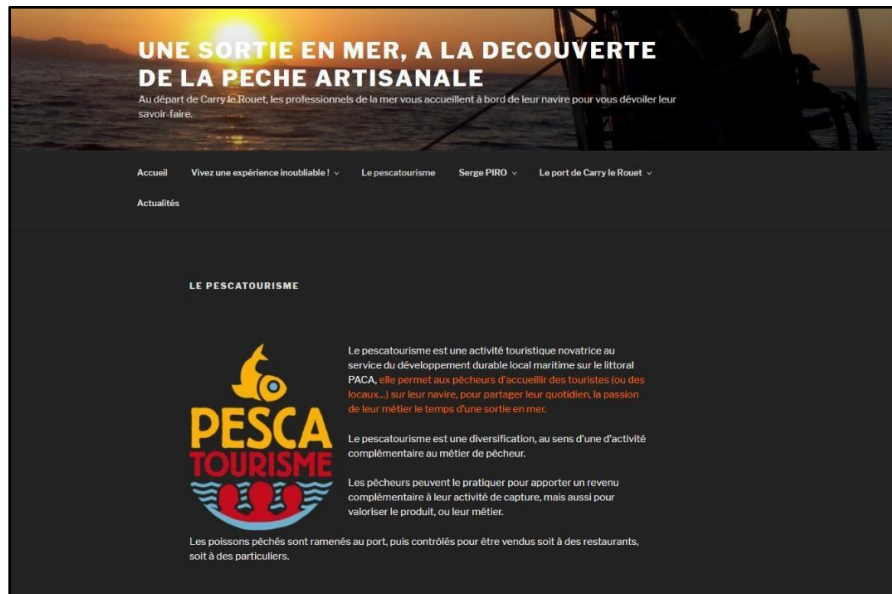 UNE SORTIE EN MER, A LA DECOUVERTE
DE LA PECHE ARTISANALE
Au départ de Carry le Rouet, les professionnels de la mer vous accueillent à bord de leur navire pour vous dévoiler leur
savoir-faire.
Accueil Vivez une expérience inoubliable ! Le pescatourisme Serge PIRO Le port de Carry le Rouet
Actualités
LE PESCATOURISME
PESCA
TOURISME
Le pescatourisme est une activité touristique novatrice au
service du développement durable local maritime sur le littoral
PACA, elle permet aux pêcheurs d'accueillir des touristes (ou des
locaux...) sur leur navire, pour partager leur quotidien, la passion
de leur métier le temps d'une sortie en mer.
Le pescatourisme est une diversification, au sens d'une d'activité
complémentaire au métier de pêcheur.
Les pêcheurs peuvent le pratiquer pour apporter un revenu
complémentaire à leur activité de capture, mais aussi pour
valoriser le produit, ou leur métier.
Les poissons pêchés sont ramenés au port, puis contrôlés pour être vendus soit à des restaurants,
soit à des particuliers.